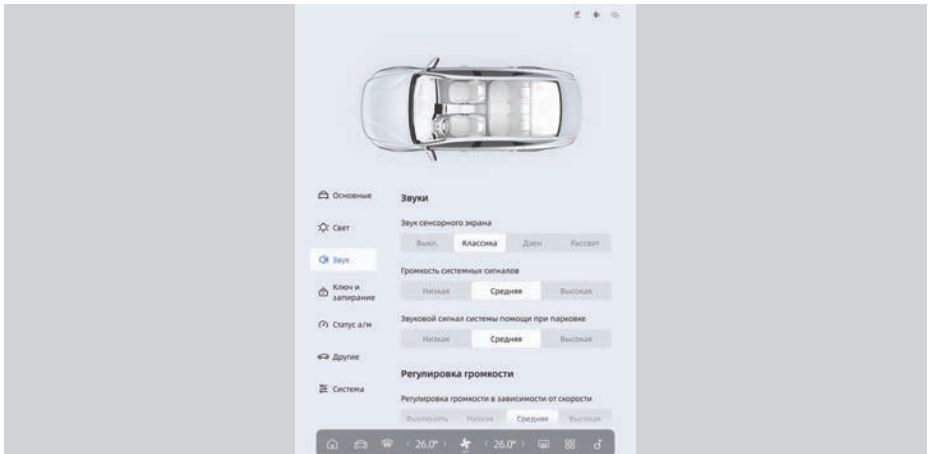 Основные
Свет
Звук
Ключ и
запирание
Статус а/м
Другие
Система
Звуки
Звук сенсорного экрана
Выкл. Классика Дзен Рассвет
Громкость системных сигналов
Низкая Средняя Высокая
Звуковой сигнал системы помощи при парковке
Низкая Средняя Высокая
Регулировка громкости
Регулировка громкости в зависимости от скорости
Выключить Низкая Средняя Высокая
26.0° 26.0°